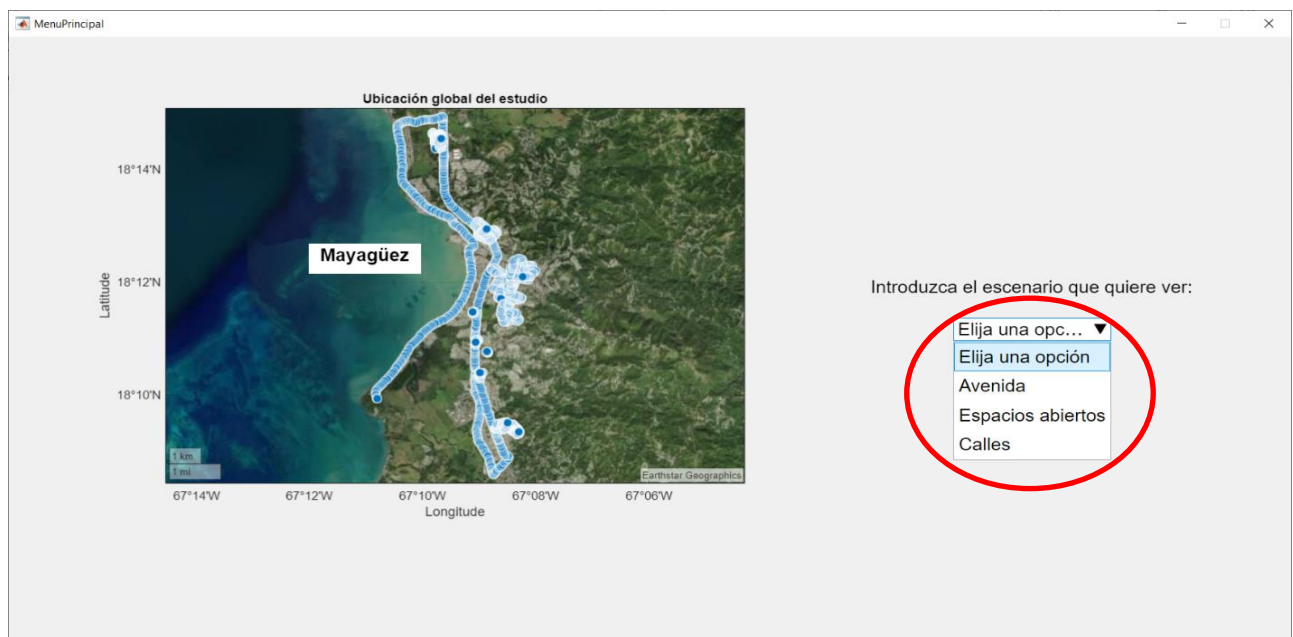 MenuPrincipal
Ubicación global del estudio
18°14'N
Mayagüez
18°12'N
Latitude
18°10'N
1 km
1 mi
Earthstar Geographics
67°14'W 67°12'W 67°10'W 67°08'W 67°06'W
Longitude
Introduzca el escenario que quiere ver:
Elija una opc...
Elija una opción
Avenida
Espacios abiertos
Calles